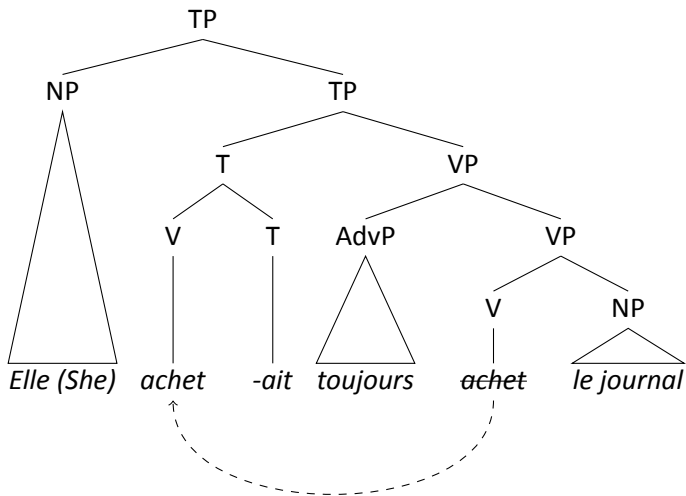 TP
NP TP
T VP
V T AdvP VP
V NP
Elle (She) achet -ait toujours achet le journal